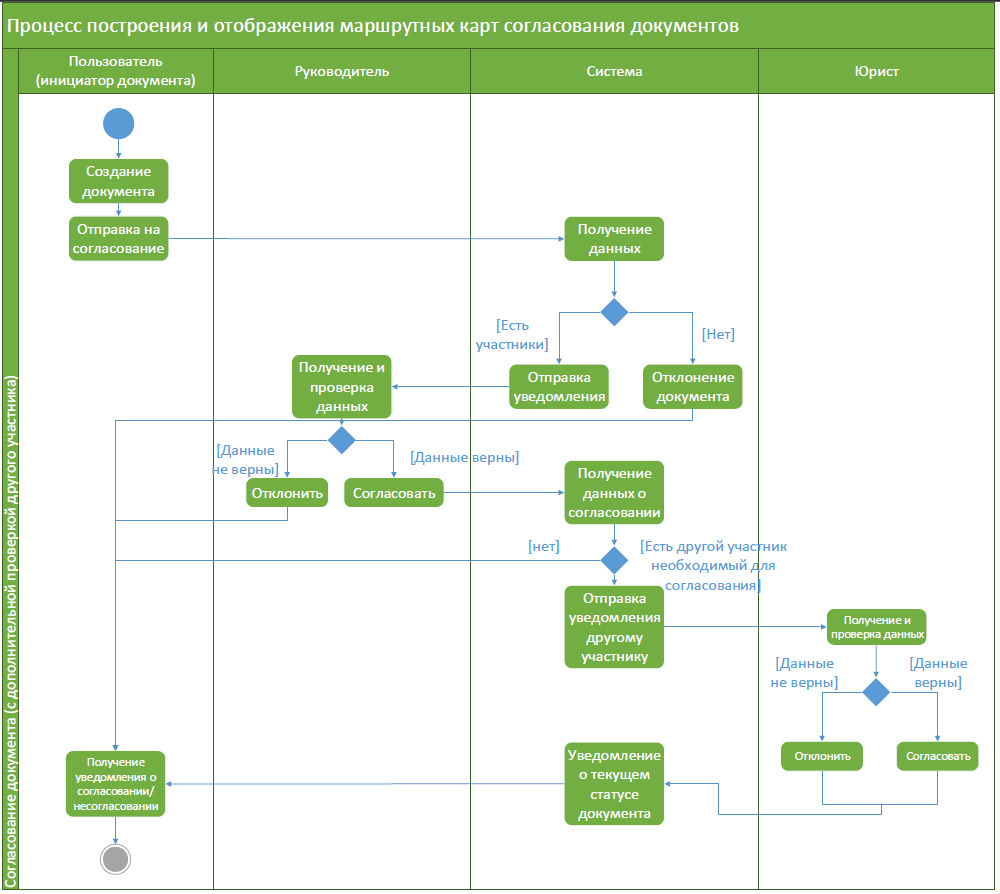 Процесс построения и отображения маршрутных карт согласования документов
Согласование документа (с дополнительной проверкой другого участника)
Пользователь
(инициатор документа)
Руководитель
Система
Юрист
Создание
документа
Отправка на
согласование
Получение
данных
[Есть
участники]
[Нет]
Отправка
уведомления
Отклонение
документа
Получение и
проверка
данных
[Данные
не верны]
[Данные верны]
Отклонить
Согласовать
Получение
данных о
согласовании
[нет]
[Есть другой участник
необходимый для
согласования]
Отправка
уведомления
другому
участнику
Получение и
проверка данных
[Данные
не верны]
[Данные
верны]
Отклонить
Согласовать
Уведомление
о текущем
статусе
документа
Получение
уведомления о
согласовании/
несогласовании